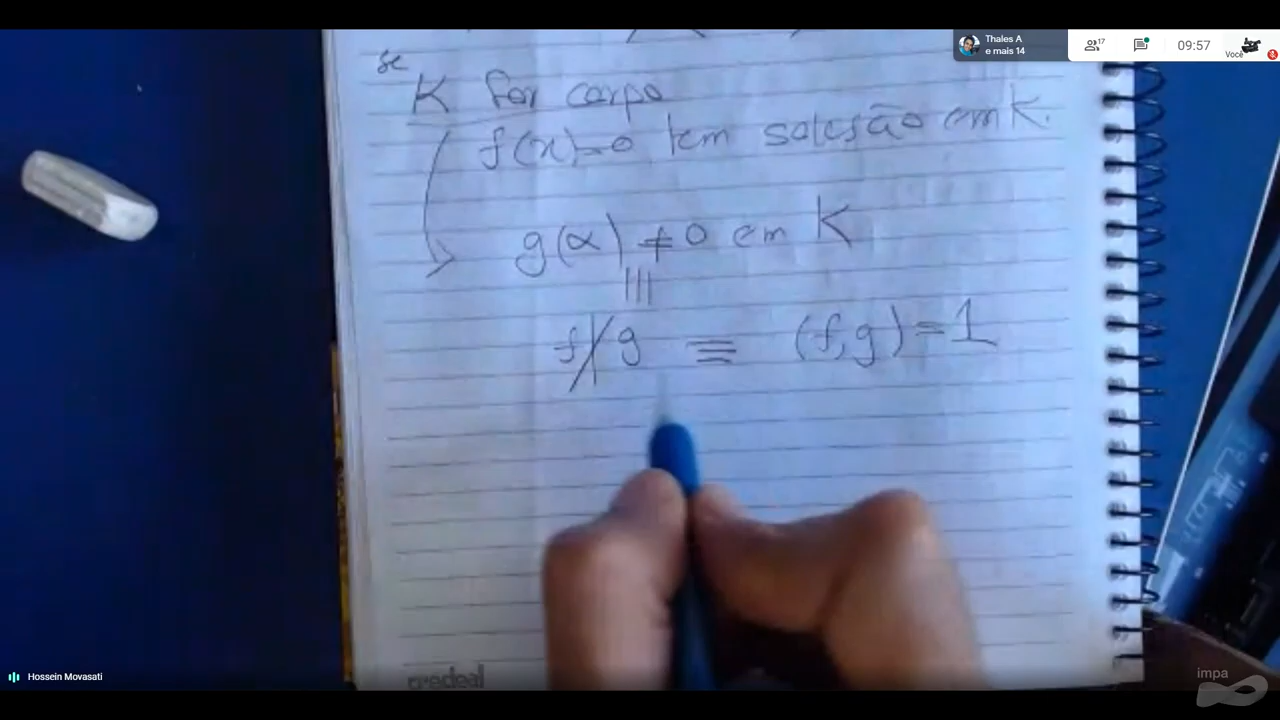 Thales A
e mais 14
17
09:57
Você
se
K for corpo
f(x)=0 tem solução em K.
g(α) ≠ 0 em K
|||
f∤g ≡ (f,g)=1
credeal
Hossein Movasati
impa